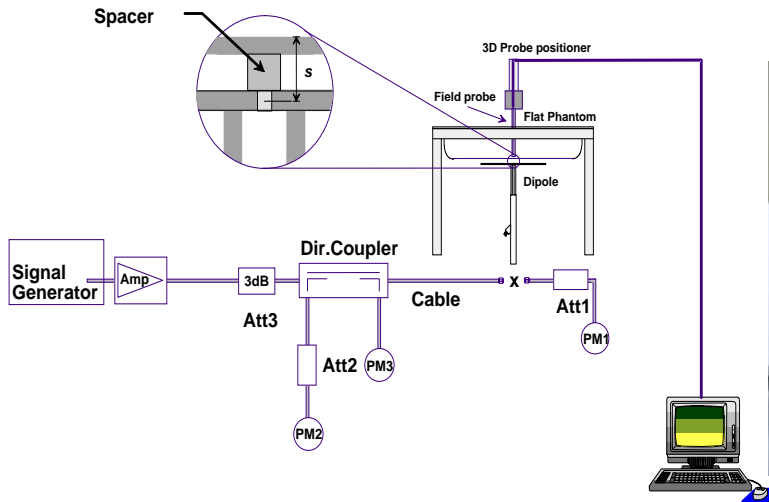 Spacer
s
3D Probe positioner
Field probe
Flat Phantom
Dipole
Dir.Coupler
Signal
Generator
Amp
3dB
Cable
x
Att1
Att3
Att2
PM3
PM1
PM2